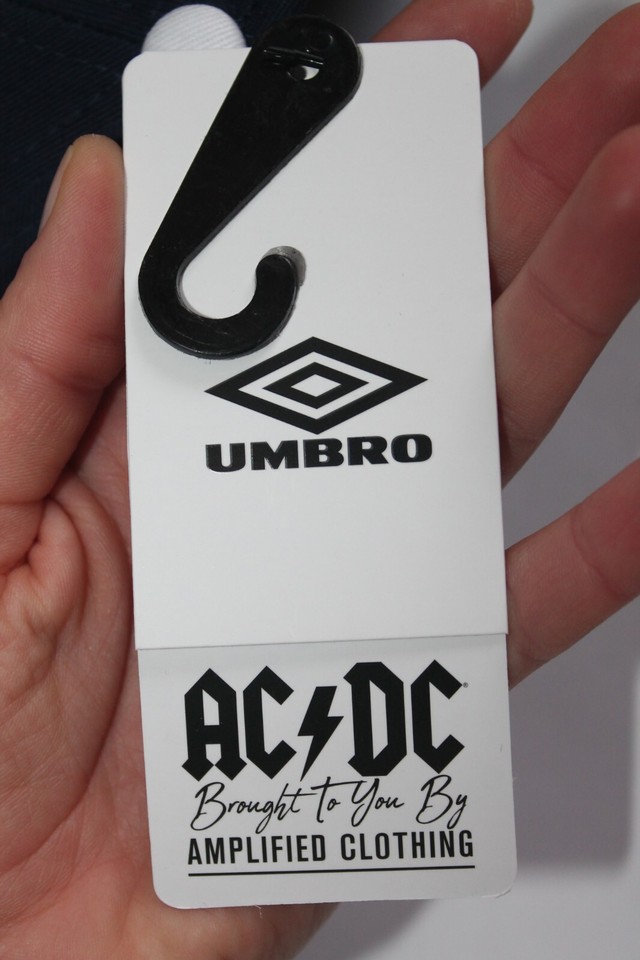 UMBRO
AC⚡DC®
Brought To You By
AMPLIFIED CLOTHING